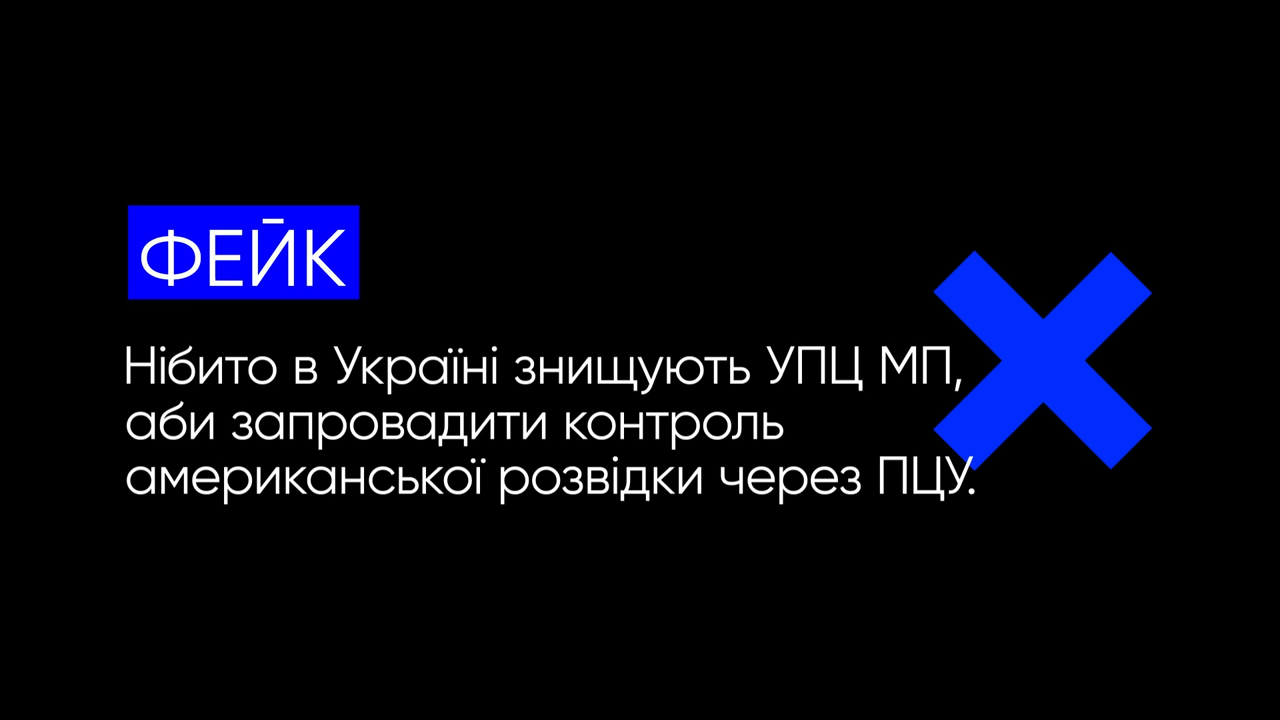 ФЕЙК
Нібито в Україні знищують УПЦ МП,
аби запровадити контроль
американської розвідки через ПЦУ.